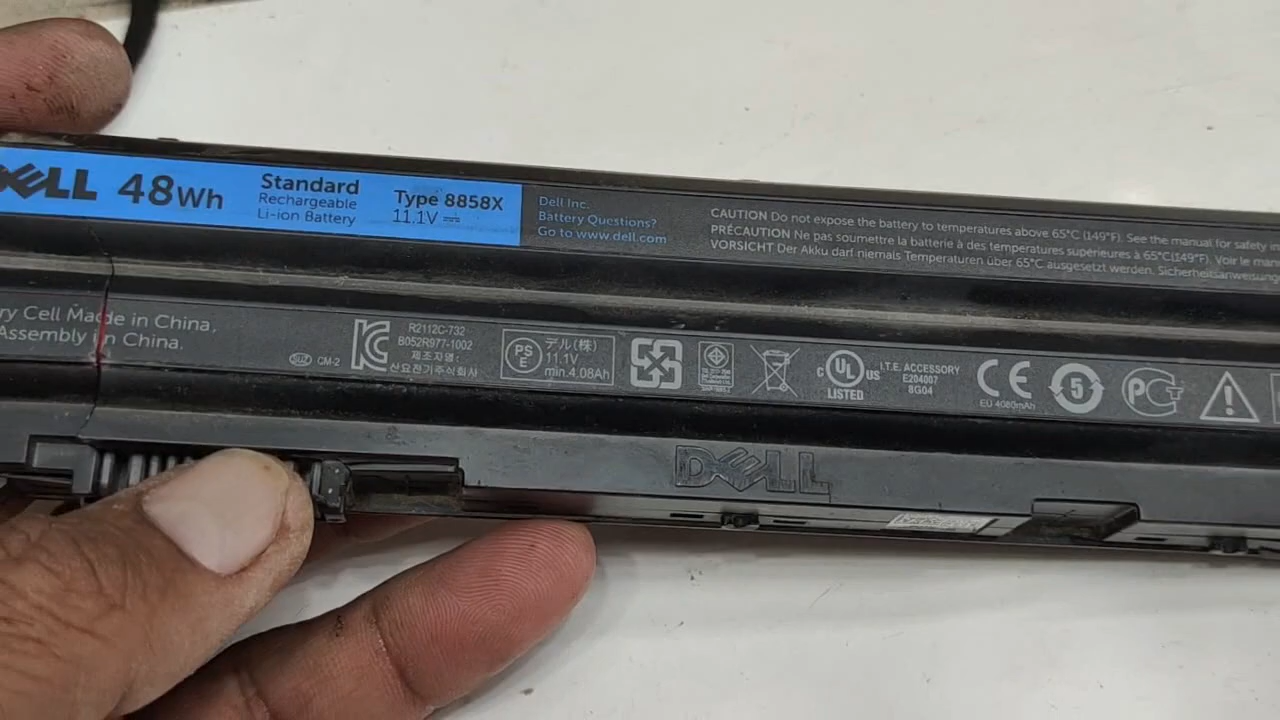 DELL 48Wh
Standard
Rechargeable
Li-ion Battery
Type 8858X
11.1V
Dell Inc.
Battery Questions?
Go to www.dell.com
CAUTION Do not expose the battery to temperatures above 65°C (149°F). See the manual for safety
PRÉCAUTION Ne pas soumettre la batterie à des temperatures supérieures à 65°C(149°F). Voir le
VORSICHT Der Akku darf niemals Temperaturen über 65°C ausgesetzt werden.
ry Cell Made in China,
Assembly in China.
CM-2
R2112C-732
B052R977-1002
제조자명:
산요전기주식회사
PS
E
デル(株)
11.1V
min.4.08Ah
C UL US
LISTED
I.T.E. ACCESSORY
E204007
8G04
CE
EU 4080mAh
5
DELL